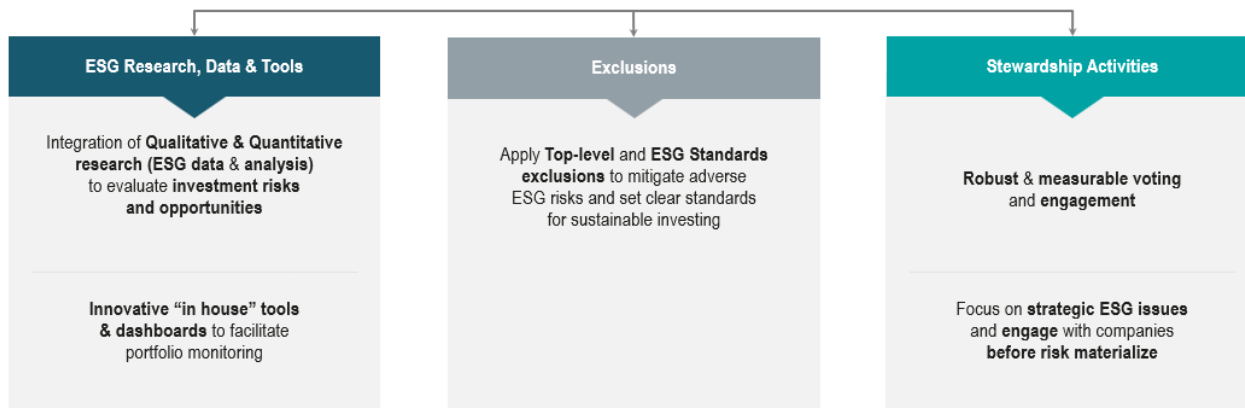 ESG Research, Data & Tools
Integration of Qualitative & Quantitative
research (ESG data & analysis)
to evaluate investment risks
and opportunities
Innovative “in house” tools
& dashboards to facilitate
portfolio monitoring
Exclusions
Apply Top-level and ESG Standards
exclusions to mitigate adverse
ESG risks and set clear standards
for sustainable investing
Stewardship Activities
Robust & measurable voting
and engagement
Focus on strategic ESG issues
and engage with companies
before risk materialize